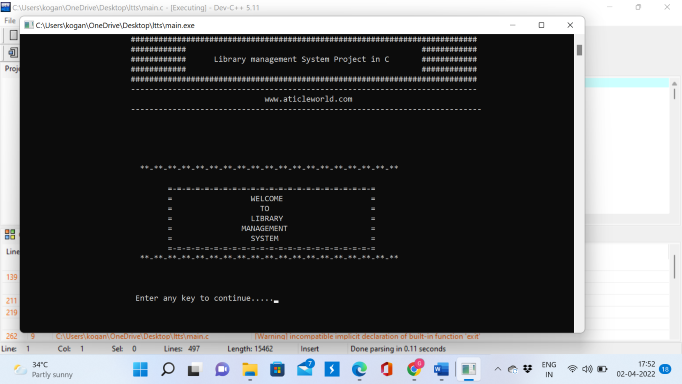 C:\Users\kogan\OneDrive\Desktop\ltts\main.c - [Executing] - Dev-C++ 5.11
File
C:\Users\kogan\OneDrive\Desktop\ltts\main.exe
Proje
###########################################################################
############ ############
############ Library management System Project in C ############
############ ############
###########################################################################
---------------------------------------------------------------------------
www.aticleworld.com
----------------------------------------------------------------------------
**-**-**-**-**-**-**-**-**-**-**-**-**-**-**-**-**-**-**
=-=-=-=-=-=-=-=-=-=-=-=-=-=-=-=-=-=-=-=-=-=-=
= WELCOME =
= TO =
= LIBRARY =
= MANAGEMENT =
= SYSTEM =
=-=-=-=-=-=-=-=-=-=-=-=-=-=-=-=-=-=-=-=-=-=-=
**-**-**-**-**-**-**-**-**-**-**-**-**-**-**-**-**-**-**
Enter any key to continue.....
Line
139
211
219
262 9 C:\Users\kogan\OneDrive\Desktop\ltts\main.c [Warning] incompatible implicit declaration of built-in function 'exit'
Line: 1 Col: 1 Sel: 0 Lines: 497 Length: 15462 Insert Done parsing in 0.11 seconds
34°C
Partly sunny
7
ENG
IN
17:52
02-04-2022
18